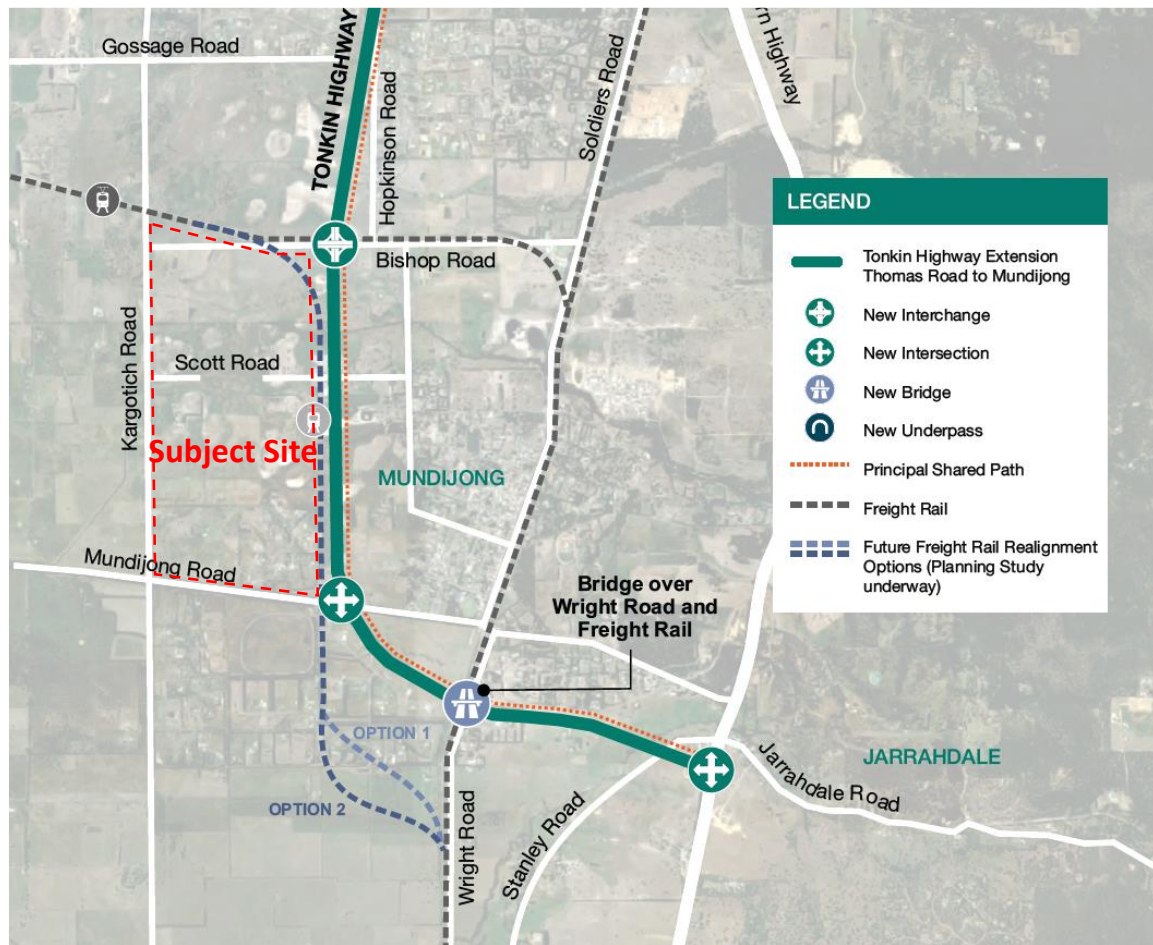 Gossage Road
TONKIN HIGHWAY
Hopkinson Road
Soldiers Road
rn Highway
Bishop Road
Kargotich Road
Scott Road
Subject Site
MUNDIJONG
Mundijong Road
Bridge over
Wright Road and
Freight Rail
OPTION 1
OPTION 2
Wright Road
Stanley Road
Jarrahdale Road
JARRAHDALE
LEGEND
Tonkin Highway Extension
Thomas Road to Mundijong
New Interchange
New Intersection
New Bridge
New Underpass
Principal Shared Path
Freight Rail
Future Freight Rail Realignment
Options (Planning Study
underway)